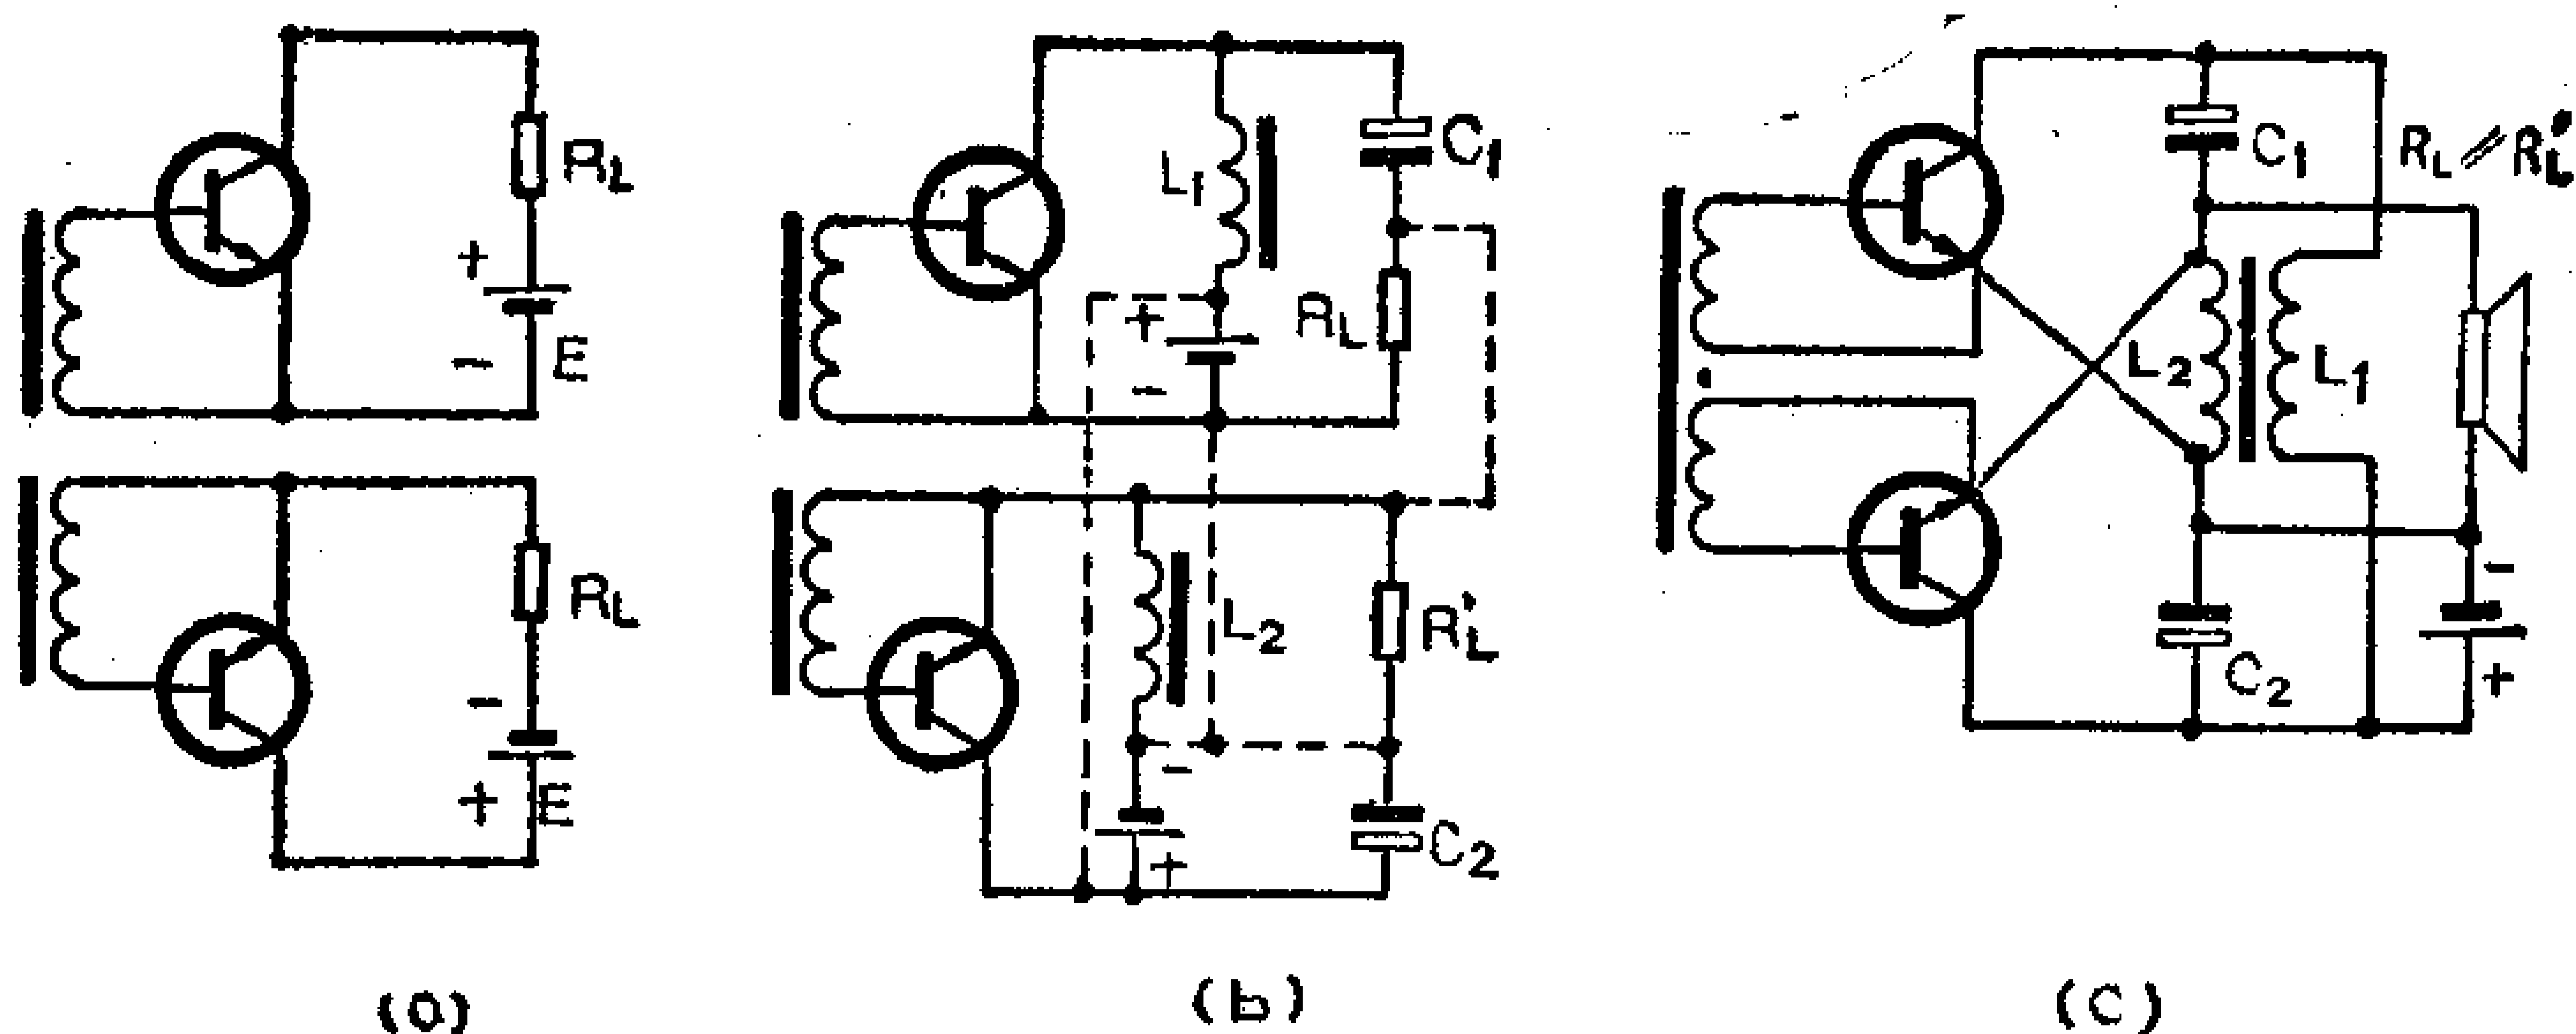 RL
+
- E
RL
-
+ E
(a)
L1
C1
+
-
RL
L2
R'L
-
+
C2
(b)
C1
RL // R'L
L2
L1
C2
-
+
(C)